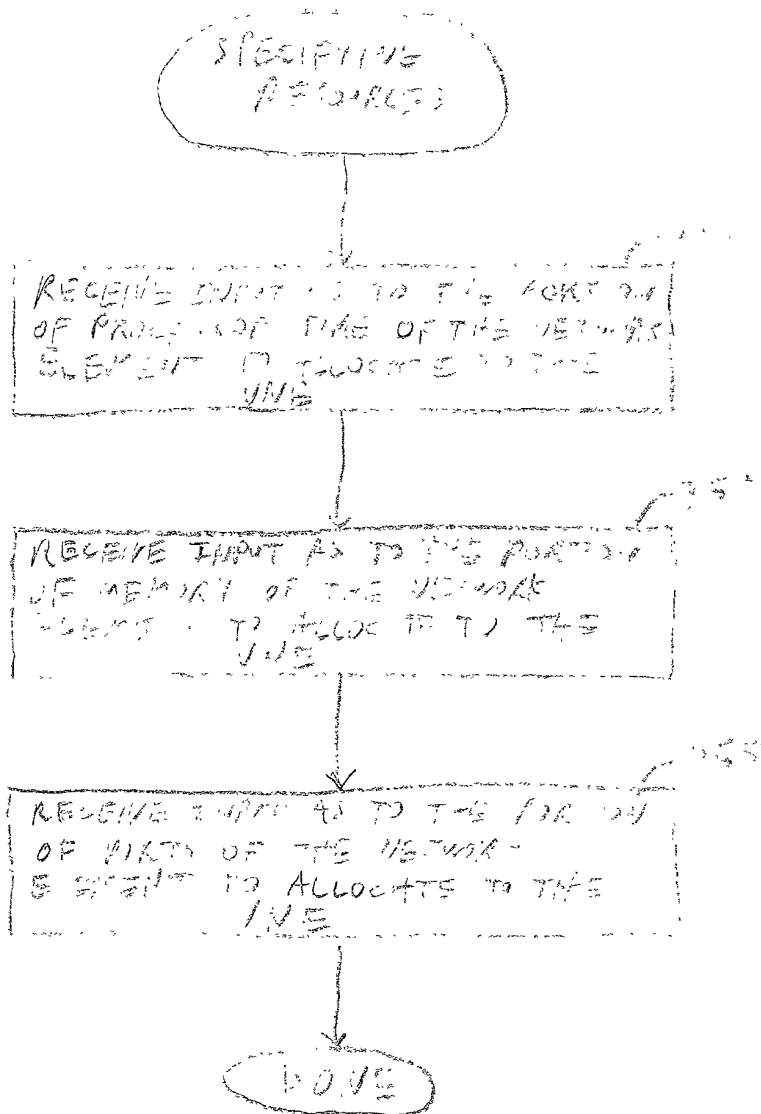 SPECIFYING
RESOURCES
RECEIVE INPUT AS TO THE PORTION
OF PROCESSOR TIME OF THE NETWORK
ELEMENT TO ALLOCATE TO THE
VNE
RECEIVE INPUT AS TO THE PORTION
OF MEMORY OF THE NETWORK
ELEMENT TO ALLOCATE TO THE
VNE
RECEIVE INPUT AS TO THE PORTION
OF PORTS OF THE NETWORK
ELEMENT TO ALLOCATE TO THE
VNE
DONE